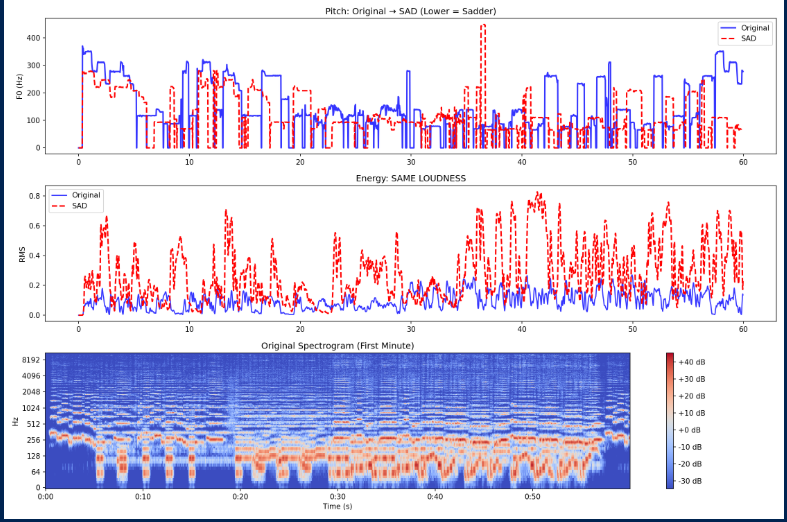 Pitch: Original → SAD (Lower = Sadder)
F0 (Hz)
400
300
200
100
0
Original
SAD
0 10 20 30 40 50 60
Energy: SAME LOUDNESS
RMS
0.8
0.6
0.4
0.2
0.0
Original
SAD
0 10 20 30 40 50 60
Original Spectrogram (First Minute)
Hz
8192
4096
2048
1024
512
256
128
64
0
0:00 0:10 0:20 0:30 0:40 0:50
Time (s)
+40 dB
+30 dB
+20 dB
+10 dB
+0 dB
-10 dB
-20 dB
-30 dB